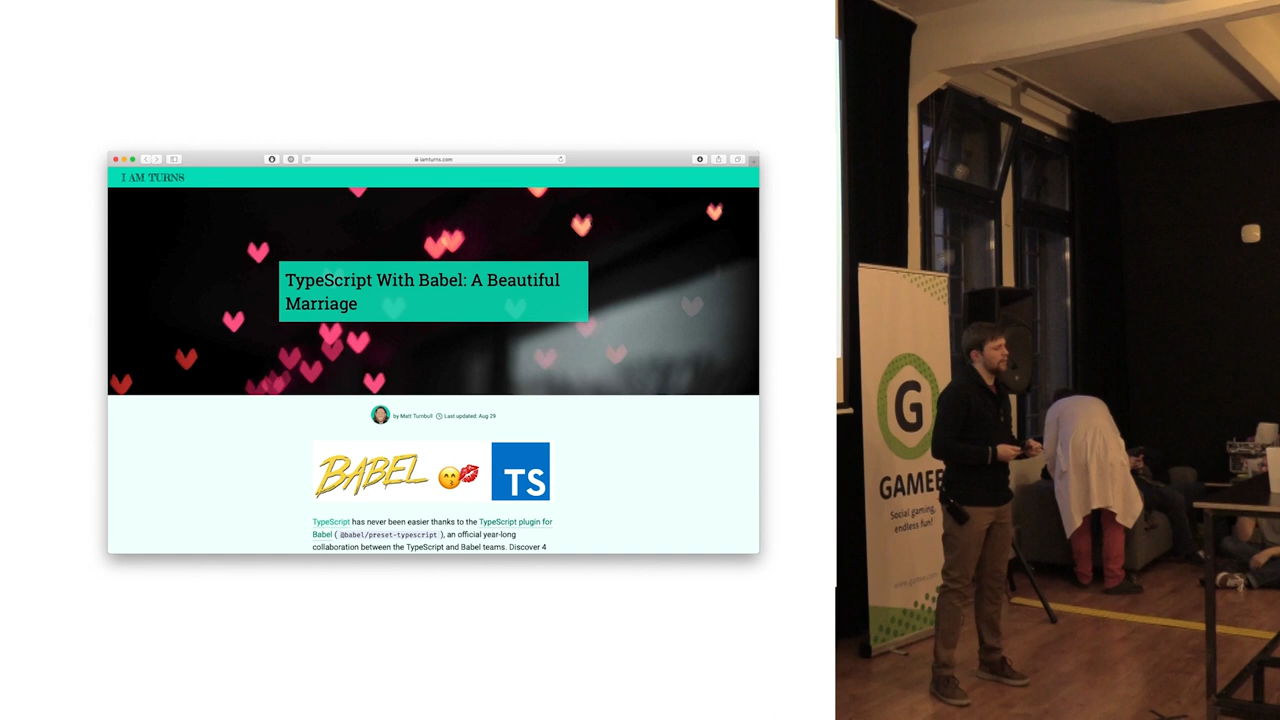 iamturns.com
I AM TURNS
TypeScript With Babel: A Beautiful
Marriage
by Matt Turnbull Last updated: Aug 29
BABEL
TS
TypeScript has never been easier thanks to the TypeScript plugin for
Babel ( @babel/preset-typescript ), an official year-long
collaboration between the TypeScript and Babel teams. Discover 4
G
GAMEE
Social gaming,
endless fun!